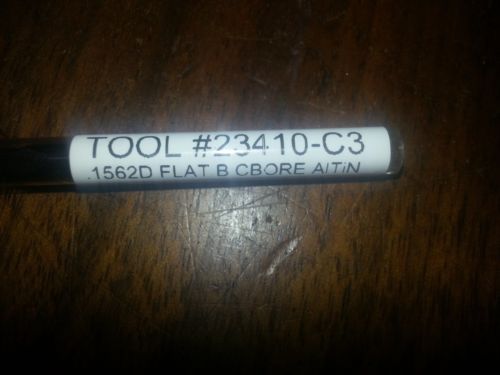 TOOL #23410-C3
.1562D FLAT B CBORE AlTiN